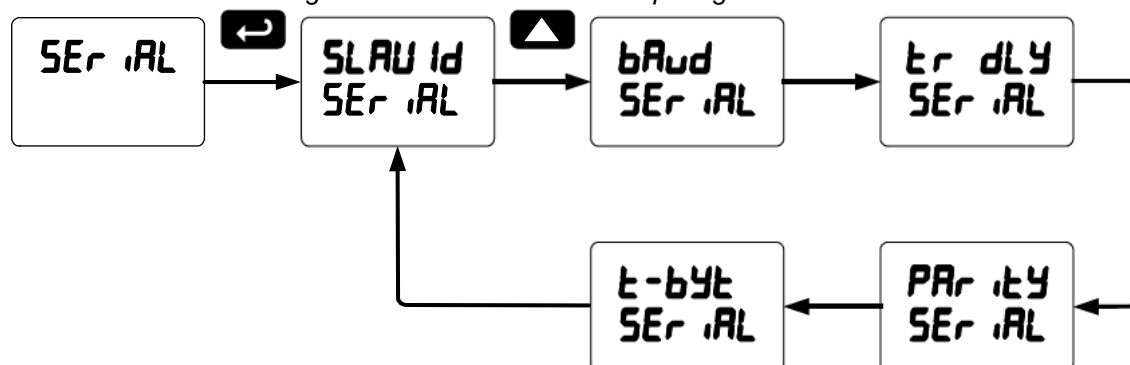 SEr iAL
SLAV Id
SEr iAL
bAud
SEr iAL
tr dLY
SEr iAL
t-bYt
SEr iAL
PAr itY
SEr iAL